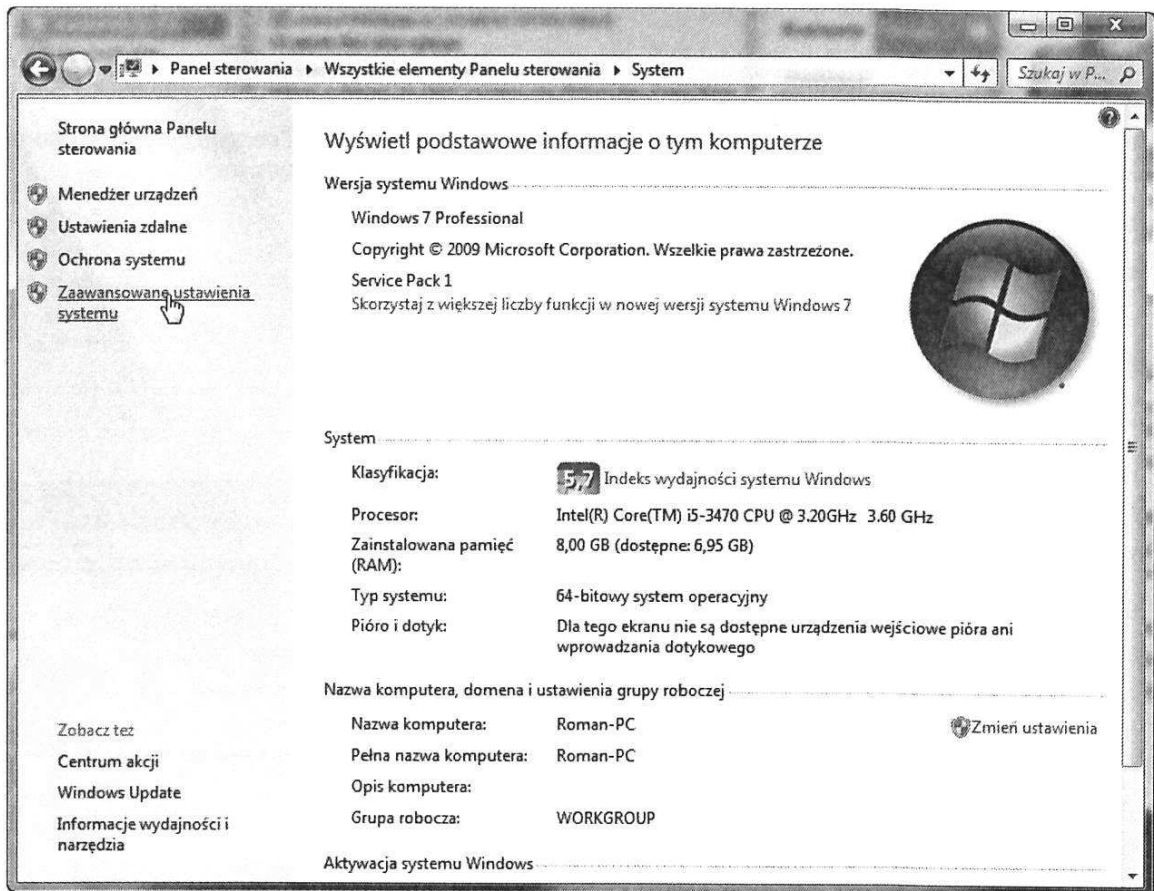 Panel sterowania ▸ Wszystkie elementy Panelu sterowania ▸ System
Szukaj w P...
Strona główna Panelu
sterowania
Menedżer urządzeń
Ustawienia zdalne
Ochrona systemu
Zaawansowane ustawienia
systemu
Wyświetl podstawowe informacje o tym komputerze
Wersja systemu Windows
Windows 7 Professional
Copyright © 2009 Microsoft Corporation. Wszelkie prawa zastrzeżone.
Service Pack 1
Skorzystaj z większej liczby funkcji w nowej wersji systemu Windows 7
System
Klasyfikacja:
5,7 Indeks wydajności systemu Windows
Procesor:
Intel(R) Core(TM) i5-3470 CPU @ 3.20GHz 3.60 GHz
Zainstalowana pamięć
(RAM):
8,00 GB (dostępne: 6,95 GB)
Typ systemu:
64-bitowy system operacyjny
Pióro i dotyk:
Dla tego ekranu nie są dostępne urządzenia wejściowe pióra ani
wprowadzania dotykowego
Nazwa komputera, domena i ustawienia grupy roboczej
Nazwa komputera:
Roman-PC
Zmień ustawienia
Pełna nazwa komputera:
Roman-PC
Opis komputera:
Grupa robocza:
WORKGROUP
Aktywacja systemu Windows
Zobacz też
Centrum akcji
Windows Update
Informacje wydajności i
narzędzia